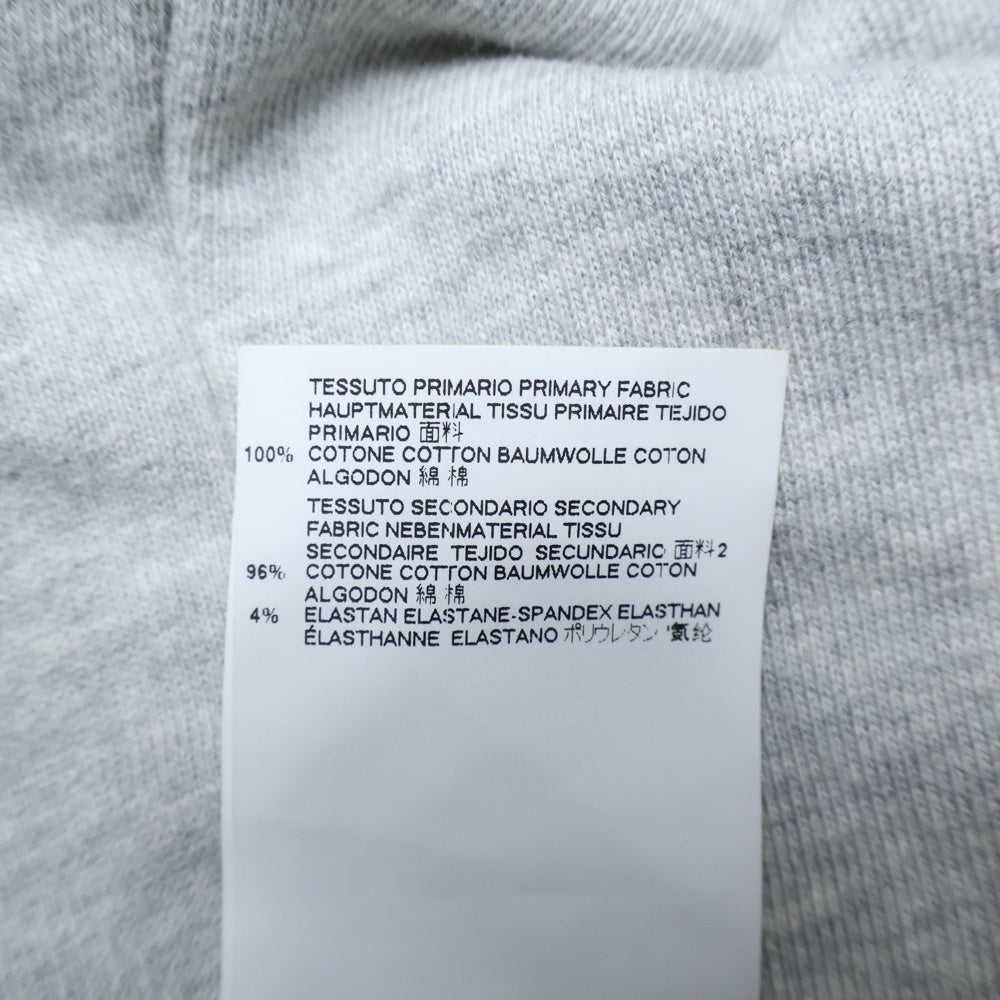 TESSUTO PRIMARIO PRIMARY FABRIC
HAUPTMATERIAL TISSU PRIMAIRE TEJIDO
PRIMARIO 面料
100% COTONE COTTON BAUMWOLLE COTON
ALGODON 綿 棉
TESSUTO SECONDARIO SECONDARY
FABRIC NEBENMATERIAL TISSU
SECONDAIRE TEJIDO SECUNDARIO 面料2
96% COTONE COTTON BAUMWOLLE COTON
ALGODON 綿 棉
4% ELASTAN ELASTANE-SPANDEX ELASTHAN
ÉLASTHANNE ELASTANO ポリウレタン 氨纶